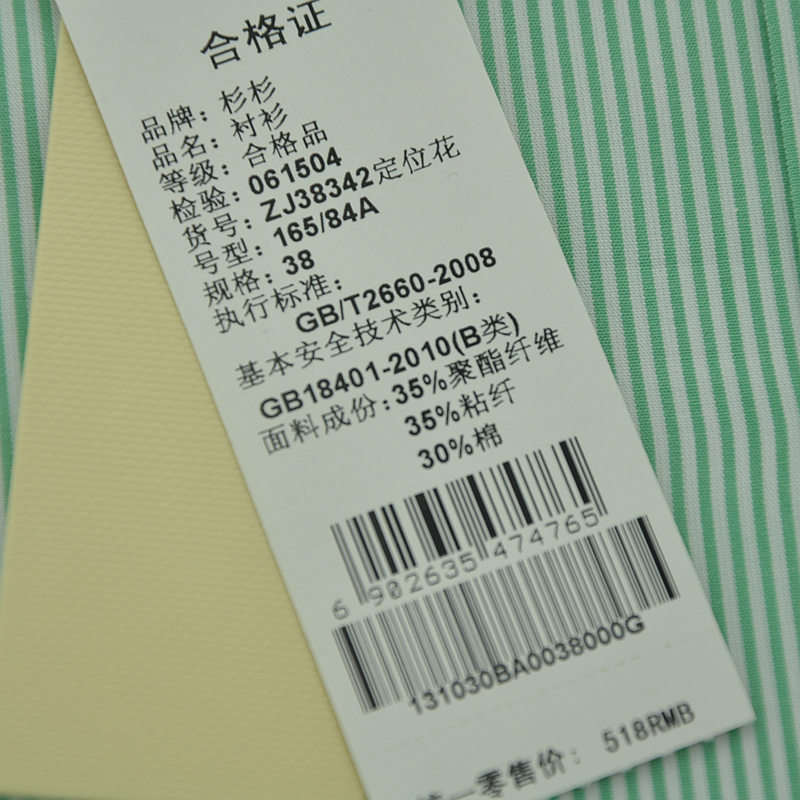 合格证
品牌：杉杉
品名：衬衫
等级：合格品
检验：061504
货号：ZJ38342定位花
号型：165/84A
规格：38
执行标准：
GB/T2660-2008
基本安全技术类别：
GB18401-2010(B类)
面料成份：35%聚酯纤维
35%粘纤
30%棉
6 902635 474765
131030BA0038000G
统一零售价：518RMB